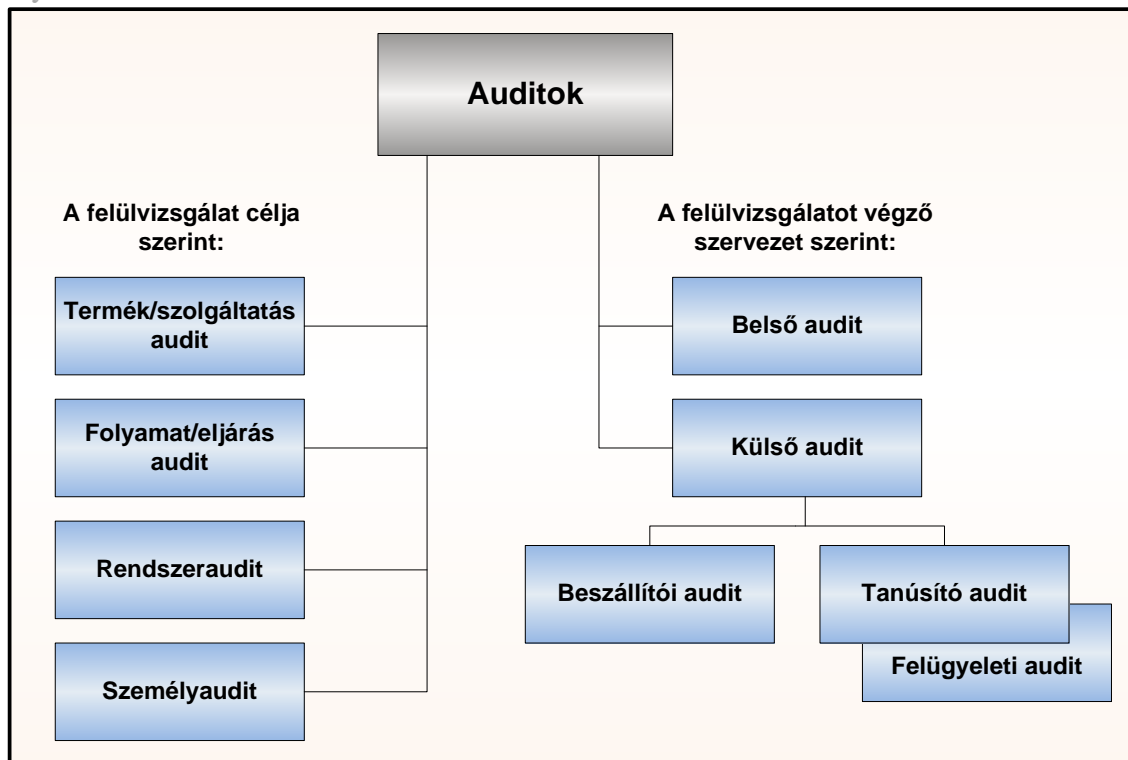 Auditok
A felülvizsgálat célja
szerint:
Termék/szolgáltatás
audit
Folyamat/eljárás
audit
Rendszeraudit
Személyaudit
A felülvizsgálatot végző
szervezet szerint:
Belső audit
Külső audit
Beszállítói audit
Tanúsító audit
Felügyeleti audit